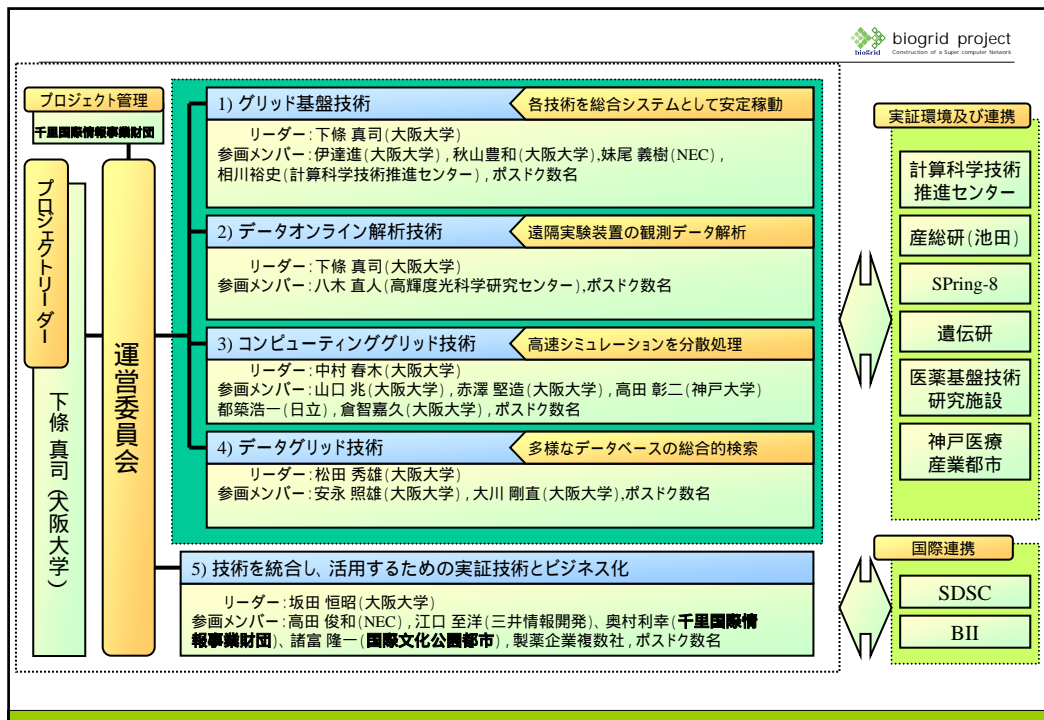 biogrid project
Construction of a Super computer Network
biogrid
プロジェクト管理
千里国際情報事業財団
プロジェクトリーダー
下條 真司（大阪大学）
運営委員会
1) グリッド基盤技術
各技術を総合システムとして安定稼動
リーダー：下條 真司(大阪大学)
参画メンバー：伊達進(大阪大学) , 秋山豊和(大阪大学),妹尾 義樹(NEC) ,
相川裕史(計算科学技術推進センター) , ポスドク数名
2) データオンライン解析技術
遠隔実験装置の観測データ解析
リーダー：下條 真司(大阪大学)
参画メンバー：八木 直人(高輝度光科学研究センター),ポスドク数名
3) コンピューティンググリッド技術
高速シミュレーションを分散処理
リーダー：中村 春木(大阪大学)
参画メンバー：山口 兆(大阪大学) , 赤澤 堅造(大阪大学) , 高田 彰二(神戸大学)
都築浩一(日立) , 倉智嘉久(大阪大学) , ポスドク数名
4) データグリッド技術
多様なデータベースの総合的検索
リーダー：松田 秀雄(大阪大学)
参画メンバー：安永 照雄(大阪大学) , 大川 剛直(大阪大学),ポスドク数名
5) 技術を統合し、活用するための実証技術とビジネス化
リーダー：坂田 恒昭(大阪大学)
参画メンバー：高田 俊和(NEC) , 江口 至洋(三井情報開発)、奥村利幸(千里国際情
報事業財団)、諸富 隆一(国際文化公園都市) , 製薬企業複数社 , ポスドク数名
実証環境及び連携
計算科学技術
推進センター
産総研(池田)
SPring-8
遺伝研
医薬基盤技術
研究施設
神戸医療
産業都市
国際連携
SDSC
BII